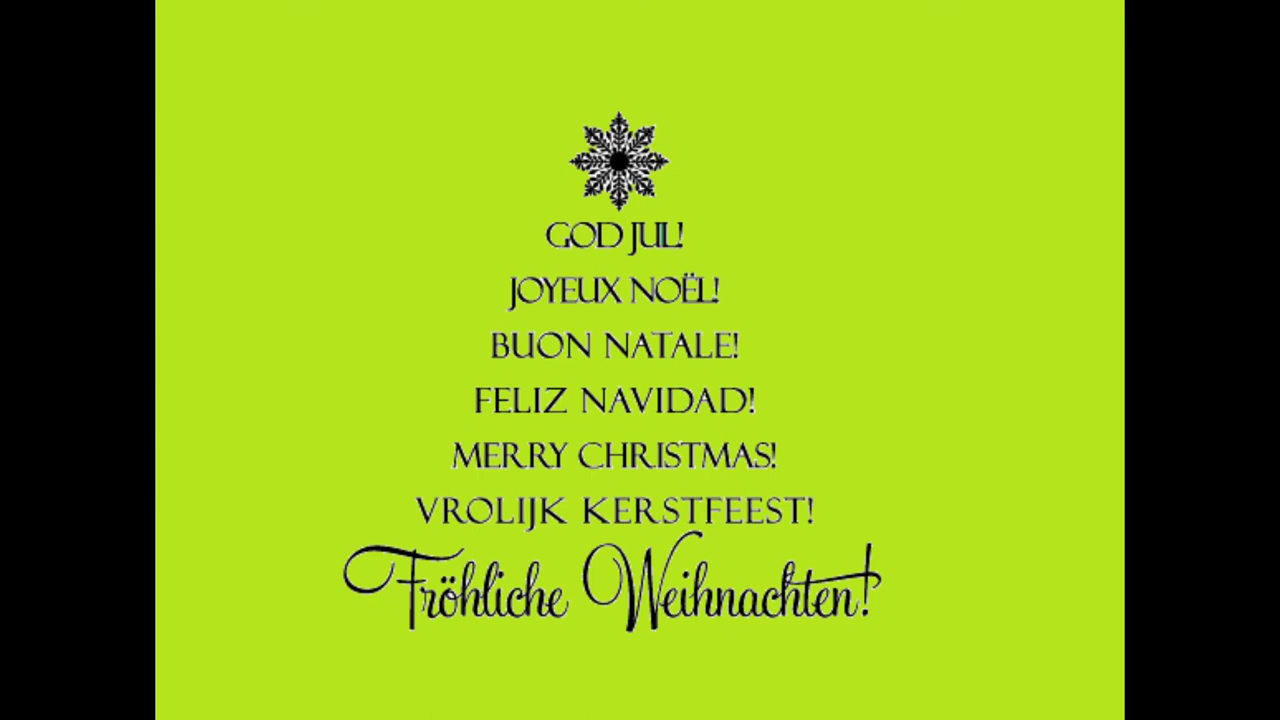 GOD JUL!
JOYEUX NOËL!
BUON NATALE!
FELIZ NAVIDAD!
MERRY CHRISTMAS!
VROLIJK KERSTFEEST!
Fröhliche Weihnachten!